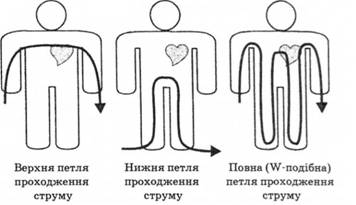 Верхня петля
проходження
струму
Нижня петля
проходження
струму
Повна (W-подібна)
петля проходження
струму